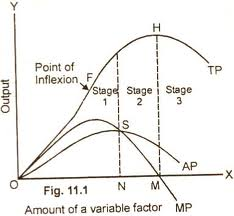 Y
H
Point of
Inflexion
F
TP
Stage
1
Stage
2
Stage
3
Output
S
AP
O
Fig. 11.1
N
M
X
Amount of a variable factor
MP